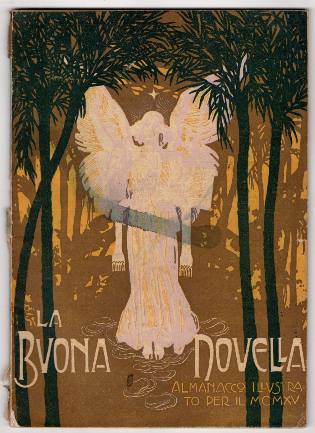 LA
BVONA NOVELLA
ALMANACCO ILLVSTRA
TO PER IL MCMXV